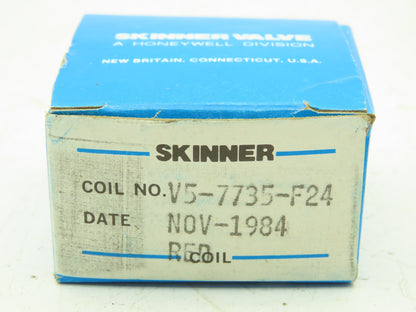 SKINNER VALVE
A HONEYWELL DIVISION
NEW BRITAIN, CONNECTICUT, U.S.A.
SKINNER
COIL NO. V5-7735-F24
DATE NOV-1984
RED
COIL